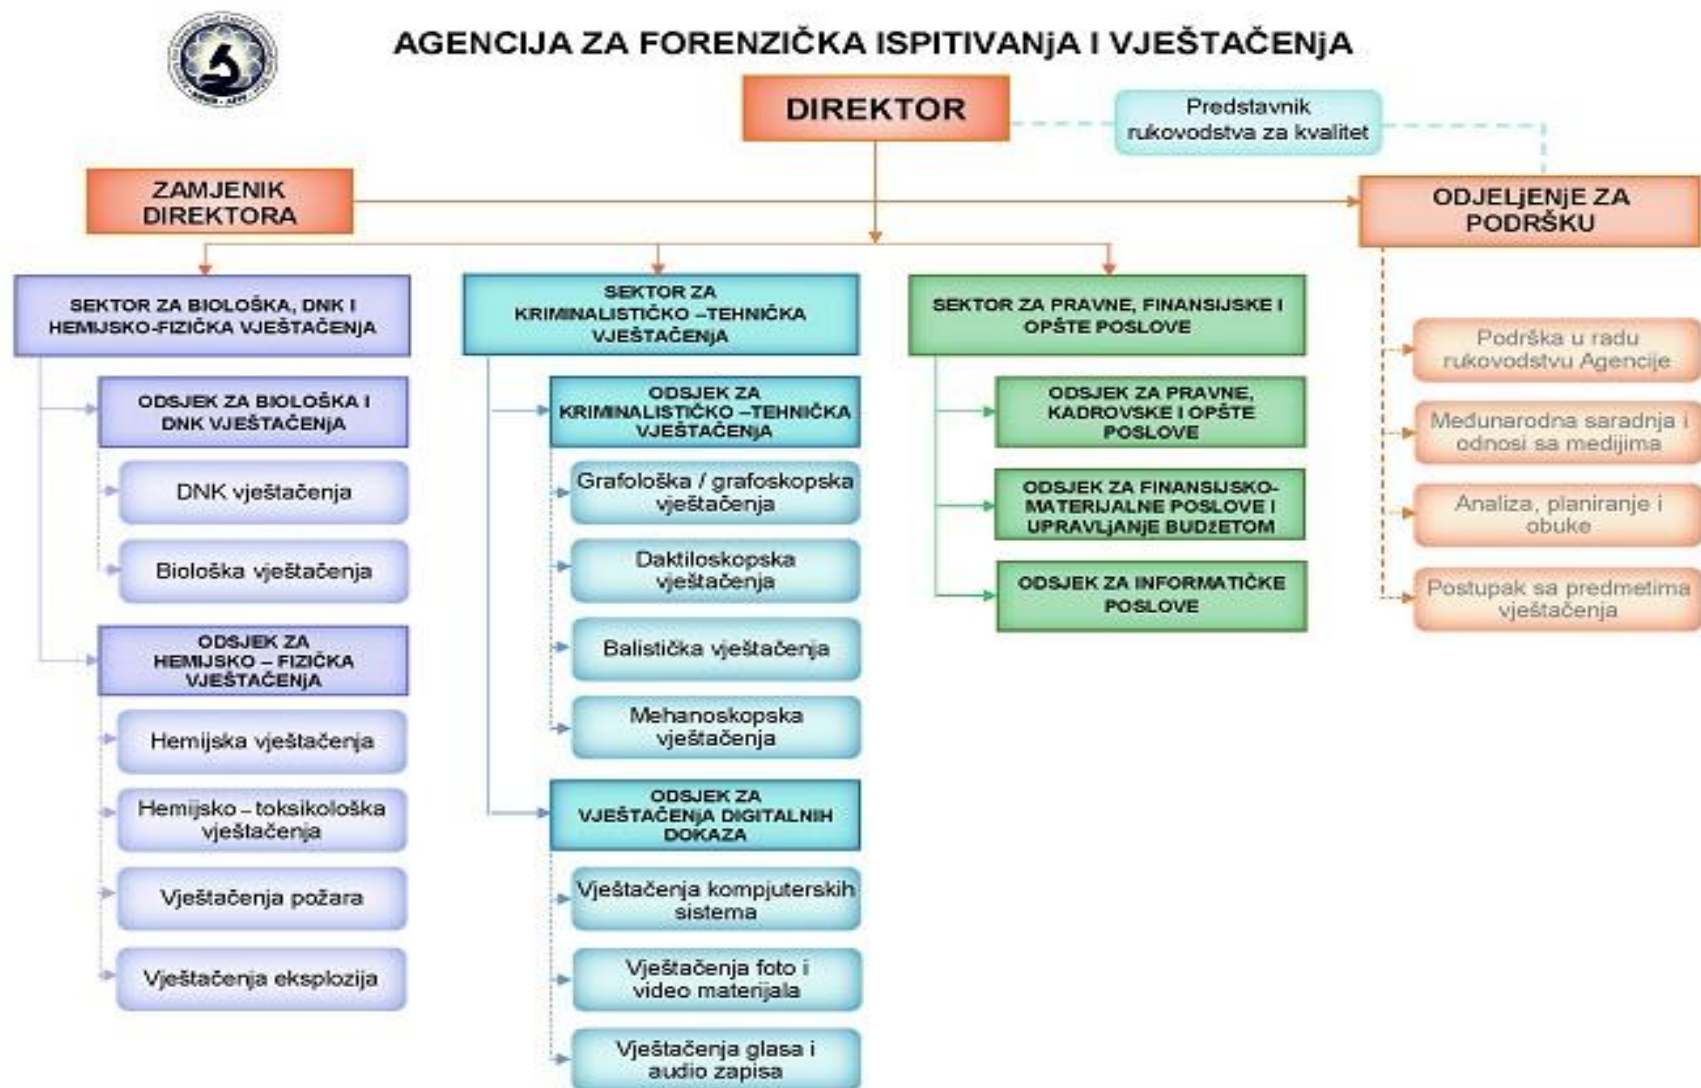 AGENCIJA ZA FORENZIČKA ISPITIVANjA I VJEŠTAČENjA
DIREKTOR
Predstavnik
rukovodstva za kvalitet
ZAMJENIK
DIREKTORA
ODJELjENjE ZA
PODRŠKU
SEKTOR ZA BIOLOŠKA, DNK I
HEMIJSKO-FIZIČKA VJEŠTAČENjA
ODSJEK ZA BIOLOŠKA I
DNK VJEŠTAČENjA
DNK vještačenja
Biološka vještačenja
ODSJEK ZA
HEMIJSKO – FIZIČKA
VJEŠTAČENjA
Hemijska vještačenja
Hemijsko – toksikološka
vještačenja
Vještačenja požara
Vještačenja eksplozija
SEKTOR ZA
KRIMINALISTIČKO –TEHNIČKA
VJEŠTAČENjA
ODSJEK ZA
KRIMINALISTIČKO –TEHNIČKA
VJEŠTAČENjA
Grafološka / grafoskopska
vještačenja
Daktiloskopska
vještačenja
Balistička vještačenja
Mehanoskopska
vještačenja
ODSJEK ZA
VJEŠTAČENjA DIGITALNIH
DOKAZA
Vještačenja kompjuterskih
sistema
Vještačenja foto i
video materijala
Vještačenja glasa i
audio zapisa
SEKTOR ZA PRAVNE, FINANSIJSKE I
OPŠTE POSLOVE
ODSJEK ZA PRAVNE,
KADROVSKE I OPŠTE
POSLOVE
ODSJEK ZA FINANSIJSKO-
MATERIJALNE POSLOVE I
UPRAVLjANjE BUDžETOM
ODSJEK ZA INFORMATIČKE
POSLOVE
Podrška u radu
rukovodstvu Agencije
Međunarodna saradnja i
odnosi sa medijima
Analiza, planiranje i
obuke
Postupak sa predmetima
vještačenja